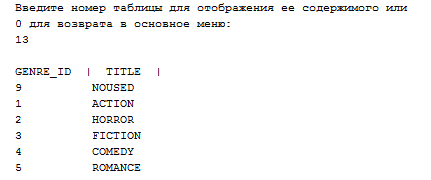 Введите номер таблицы для отображения ее содержимого или
0 для возврата в основное меню:
13
GENRE_ID | TITLE |
9 NOUSED
1 ACTION
2 HORROR
3 FICTION
4 COMEDY
5 ROMANCE